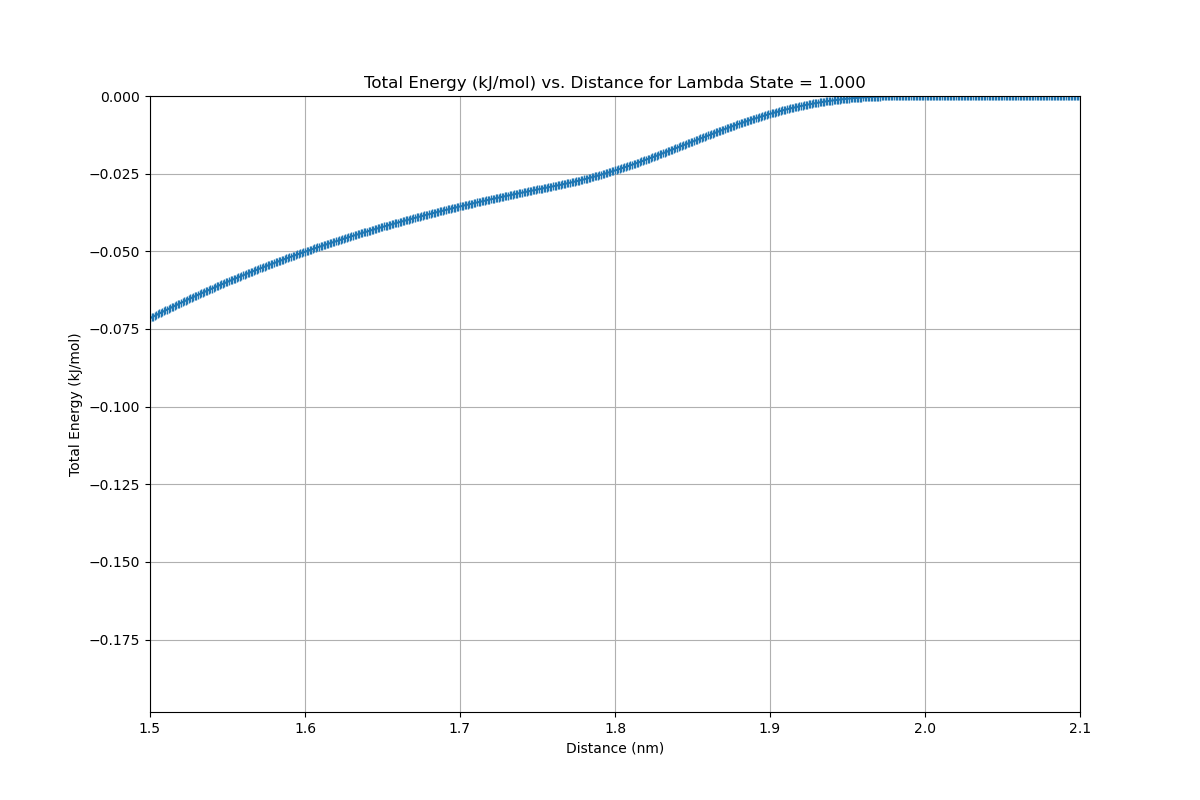 Total Energy (kJ/mol) vs. Distance for Lambda State = 1.000
0.000
−0.025
−0.050
−0.075
−0.100
−0.125
−0.150
−0.175
Total Energy (kJ/mol)
1.5 1.6 1.7 1.8 1.9 2.0 2.1
Distance (nm)